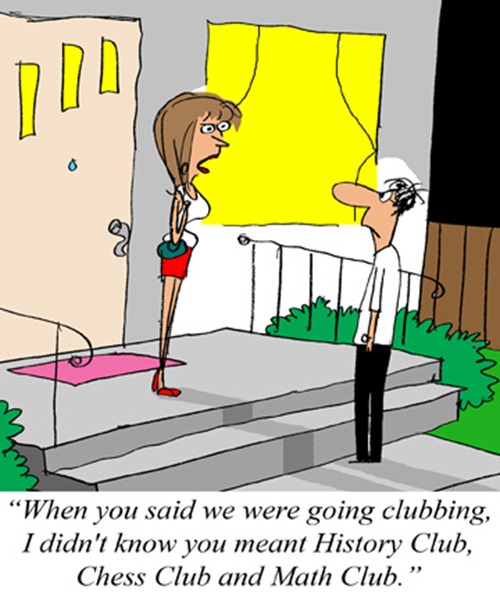 “When you said we were going clubbing,
I didn't know you meant History Club,
Chess Club and Math Club.”